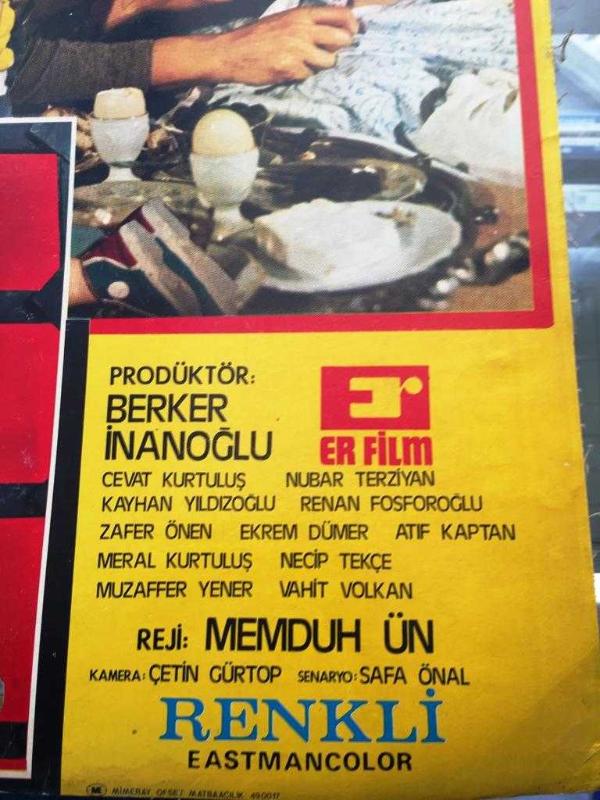 PRODÜKTÖR:
BERKER
İNANOĞLU
Er
ER FİLM
CEVAT KURTULUŞ NUBAR TERZİYAN
KAYHAN YILDIZOĞLU RENAN FOSFOROĞLU
ZAFER ÖNEN EKREM DÜMER ATIF KAPTAN
MERAL KURTULUŞ NECİP TEKÇE
MUZAFFER YENER VAHİT VOLKAN
REJİ: MEMDUH ÜN
KAMERA: ÇETİN GÜRTOP SENARYO: SAFA ÖNAL
RENKLİ
EASTMANCOLOR
MİMERAY OFSET MATBAACILIK 490017